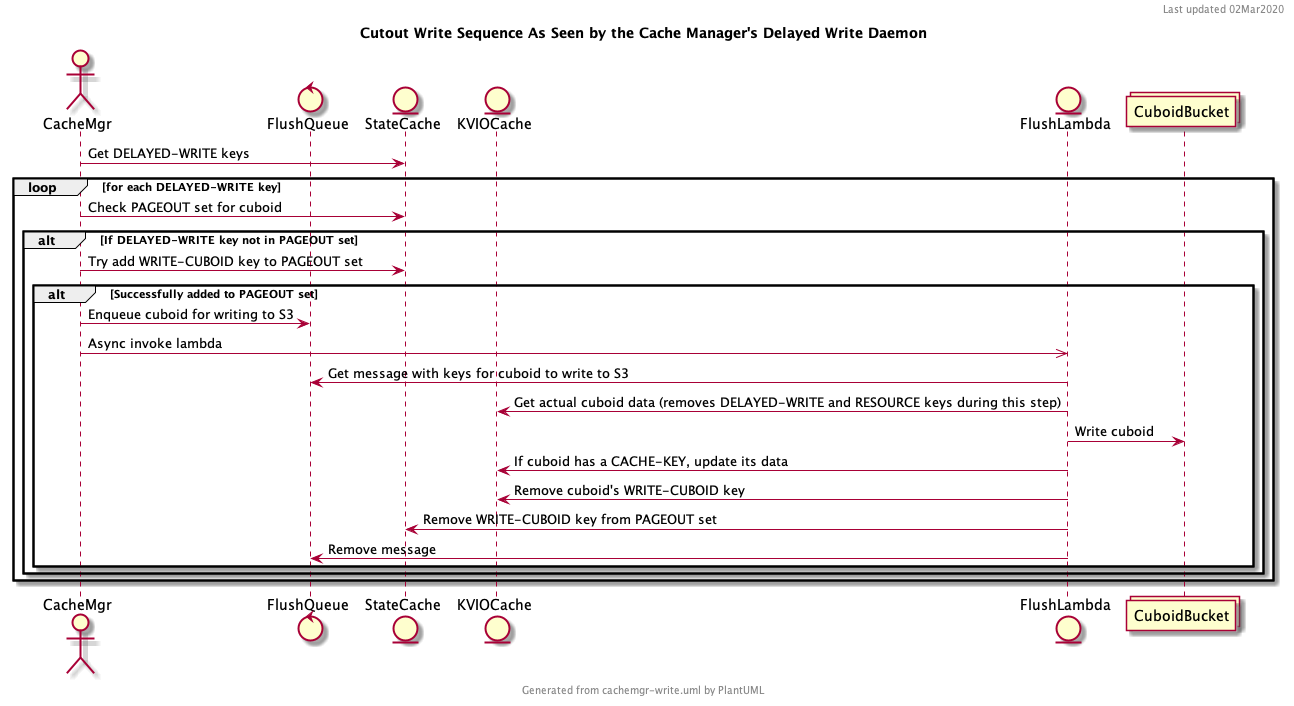 Last updated 02Mar2020
Cutout Write Sequence As Seen by the Cache Manager's Delayed Write Daemon
CacheMgr
FlushQueue
StateCache
KVIOCache
FlushLambda
CuboidBucket
Get DELAYED-WRITE keys
loop [for each DELAYED-WRITE key]
Check PAGEOUT set for cuboid
alt [If DELAYED-WRITE key not in PAGEOUT set]
Try add WRITE-CUBOID key to PAGEOUT set
alt [Successfully added to PAGEOUT set]
Enqueue cuboid for writing to S3
Async invoke lambda
Get message with keys for cuboid to write to S3
Get actual cuboid data (removes DELAYED-WRITE and RESOURCE keys during this step)
Write cuboid
If cuboid has a CACHE-KEY, update its data
Remove cuboid's WRITE-CUBOID key
Remove WRITE-CUBOID key from PAGEOUT set
Remove message
CacheMgr
FlushQueue
StateCache
KVIOCache
FlushLambda
CuboidBucket
Generated from cachemgr-write.uml by PlantUML